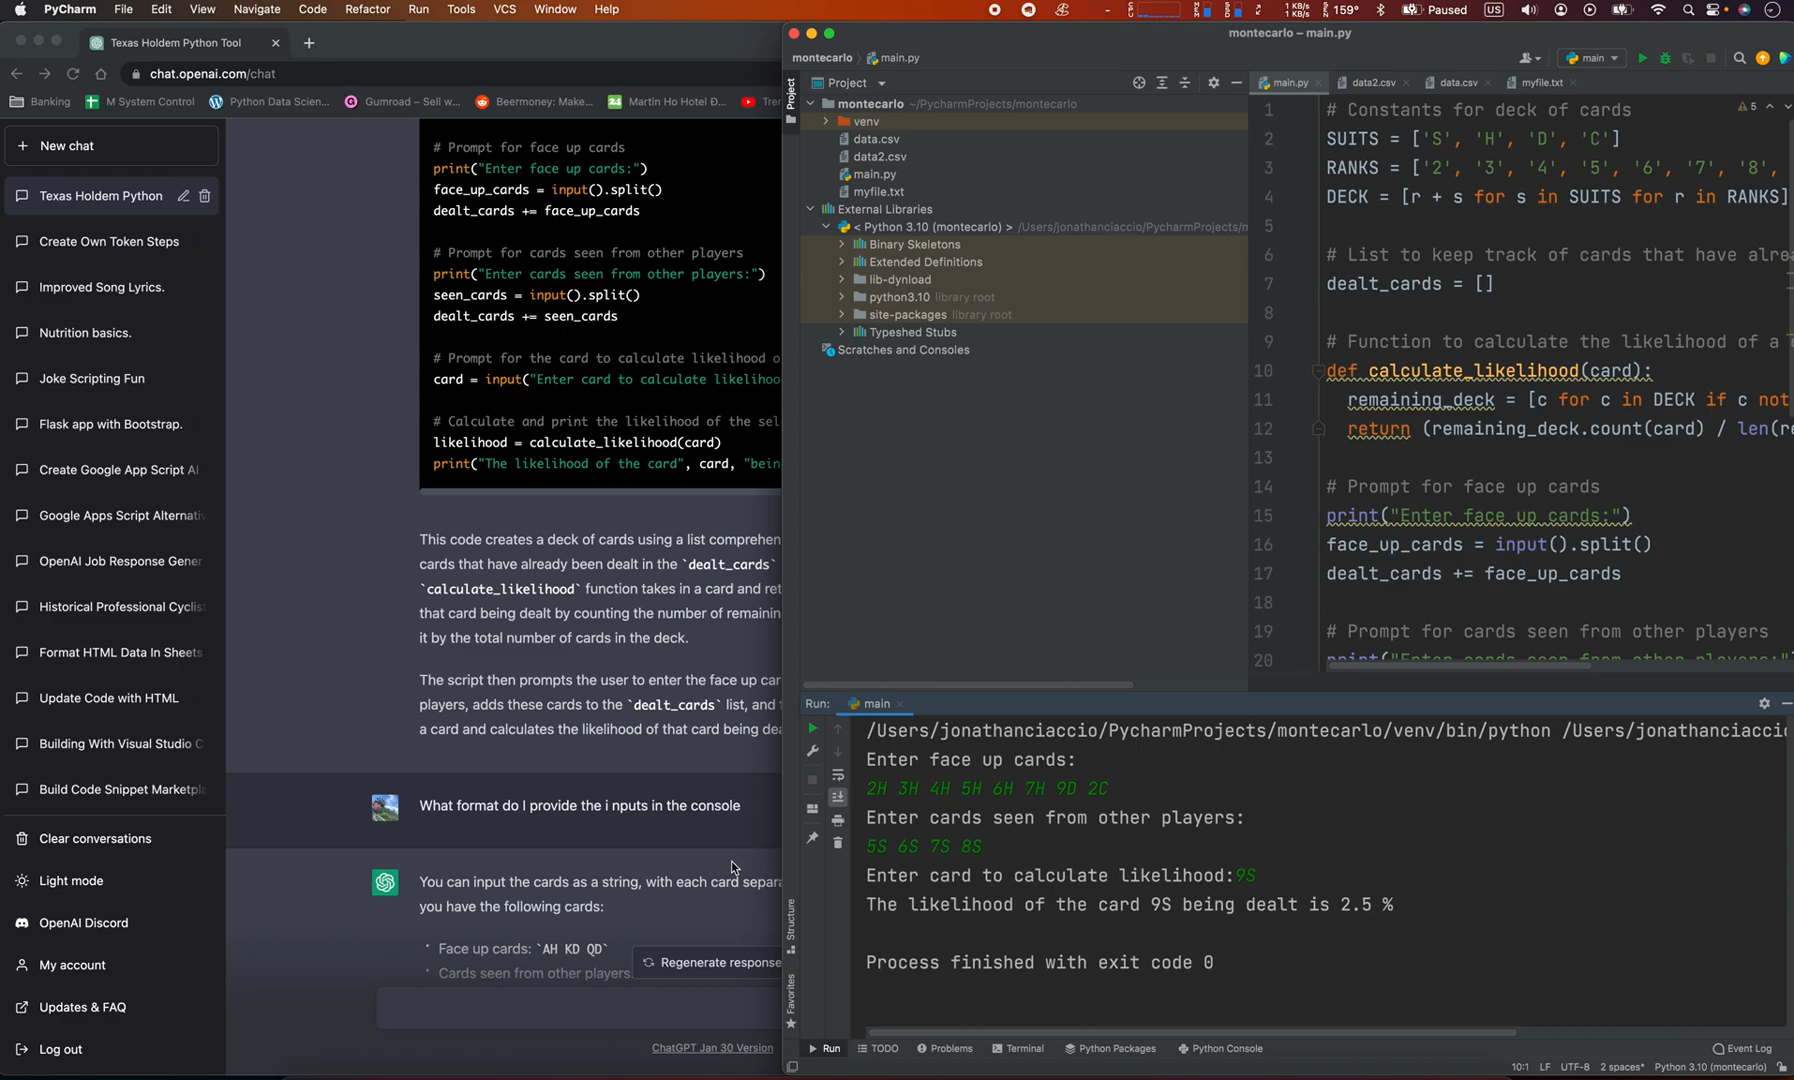 PyCharm File Edit View Navigate Code Refactor Run Tools VCS Window Help
159° Paused US
1 KB/s
1 KB/s
Texas Holdem Python Tool
chat.openai.com/chat
Banking M System Control Python Data Scien... Gumroad – Sell w... Beermoney: Make... Martin Ho Hotel Đ... Tre
New chat
Texas Holdem Python
Create Own Token Steps
Improved Song Lyrics.
Nutrition basics.
Joke Scripting Fun
Flask app with Bootstrap.
Create Google App Script AI
Google Apps Script Alternativ
OpenAI Job Response Gener
Historical Professional Cyclis
Format HTML Data In Sheets
Update Code with HTML
Building With Visual Studio C
Build Code Snippet Marketpl
Clear conversations
Light mode
OpenAI Discord
My account
Updates & FAQ
Log out
# Prompt for face up cards
print("Enter face up cards:")
face_up_cards = input().split()
dealt_cards += face_up_cards
# Prompt for cards seen from other players
print("Enter cards seen from other players:")
seen_cards = input().split()
dealt_cards += seen_cards
# Prompt for the card to calculate likelihood o
card = input("Enter card to calculate likelihoo
# Calculate and print the likelihood of the sel
likelihood = calculate_likelihood(card)
print("The likelihood of the card", card, "bein
This code creates a deck of cards using a list comprehen
cards that have already been dealt in the `dealt_cards`
`calculate_likelihood` function takes in a card and ret
that card being dealt by counting the number of remainin
it by the total number of cards in the deck.
The script then prompts the user to enter the face up car
players, adds these cards to the `dealt_cards` list, and
a card and calculates the likelihood of that card being dea
What format do I provide the i nputs in the console
You can input the cards as a string, with each card separa
you have the following cards:
• Face up cards: `AH KD QD`
• Cards seen from other players
Regenerate response
ChatGPT Jan 30 Version
montecarlo – main.py
montecarlo main.py
main
Project
main.py data2.csv data.csv myfile.txt
montecarlo ~/PycharmProjects/montecarlo
venv
data.csv
data2.csv
main.py
myfile.txt
External Libraries
< Python 3.10 (montecarlo) > /Users/jonathanciaccio/PycharmProjects/m
Binary Skeletons
Extended Definitions
lib-dynload
python3.10 library root
site-packages library root
Typeshed Stubs
Scratches and Consoles
5
1 # Constants for deck of cards
2 SUITS = ['S', 'H', 'D', 'C']
3 RANKS = ['2', '3', '4', '5', '6', '7', '8',
4 DECK = [r + s for s in SUITS for r in RANKS]
5
6 # List to keep track of cards that have alre
7 dealt_cards = []
8
9 # Function to calculate the likelihood of a
10 def calculate_likelihood(card):
11 remaining_deck = [c for c in DECK if c not
12 return (remaining_deck.count(card) / len(re
13
14 # Prompt for face up cards
15 print("Enter face up cards:")
16 face_up_cards = input().split()
17 dealt_cards += face_up_cards
18
19 # Prompt for cards seen from other players
20 print("Enter cards seen from other players:")
Run: main
/Users/jonathanciaccio/PycharmProjects/montecarlo/venv/bin/python /Users/jonathanciacci
Enter face up cards:
2H 3H 4H 5H 6H 7H 9D 2C
Enter cards seen from other players:
5S 6S 7S 8S
Enter card to calculate likelihood:9S
The likelihood of the card 9S being dealt is 2.5 %
Process finished with exit code 0
Project
Structure
Favorites
Run TODO Problems Terminal Python Packages Python Console Event Log
10:1 LF UTF-8 2 spaces* Python 3.10 (montecarlo)